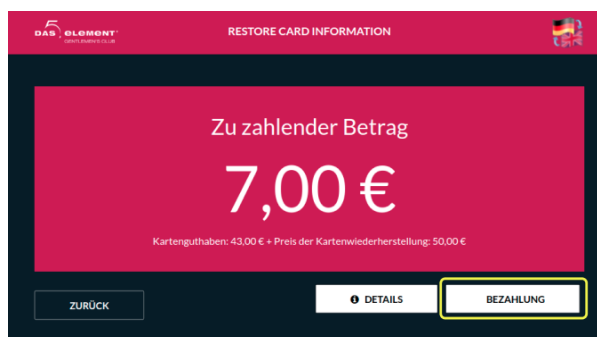 5
DAS element
GENTLEMEN'S CLUB
RESTORE CARD INFORMATION
Zu zahlender Betrag
7,00 €
Kartenguthaben: 43,00 € + Preis der Kartenwiederherstellung: 50,00 €
ZURÜCK
DETAILS
BEZAHLUNG